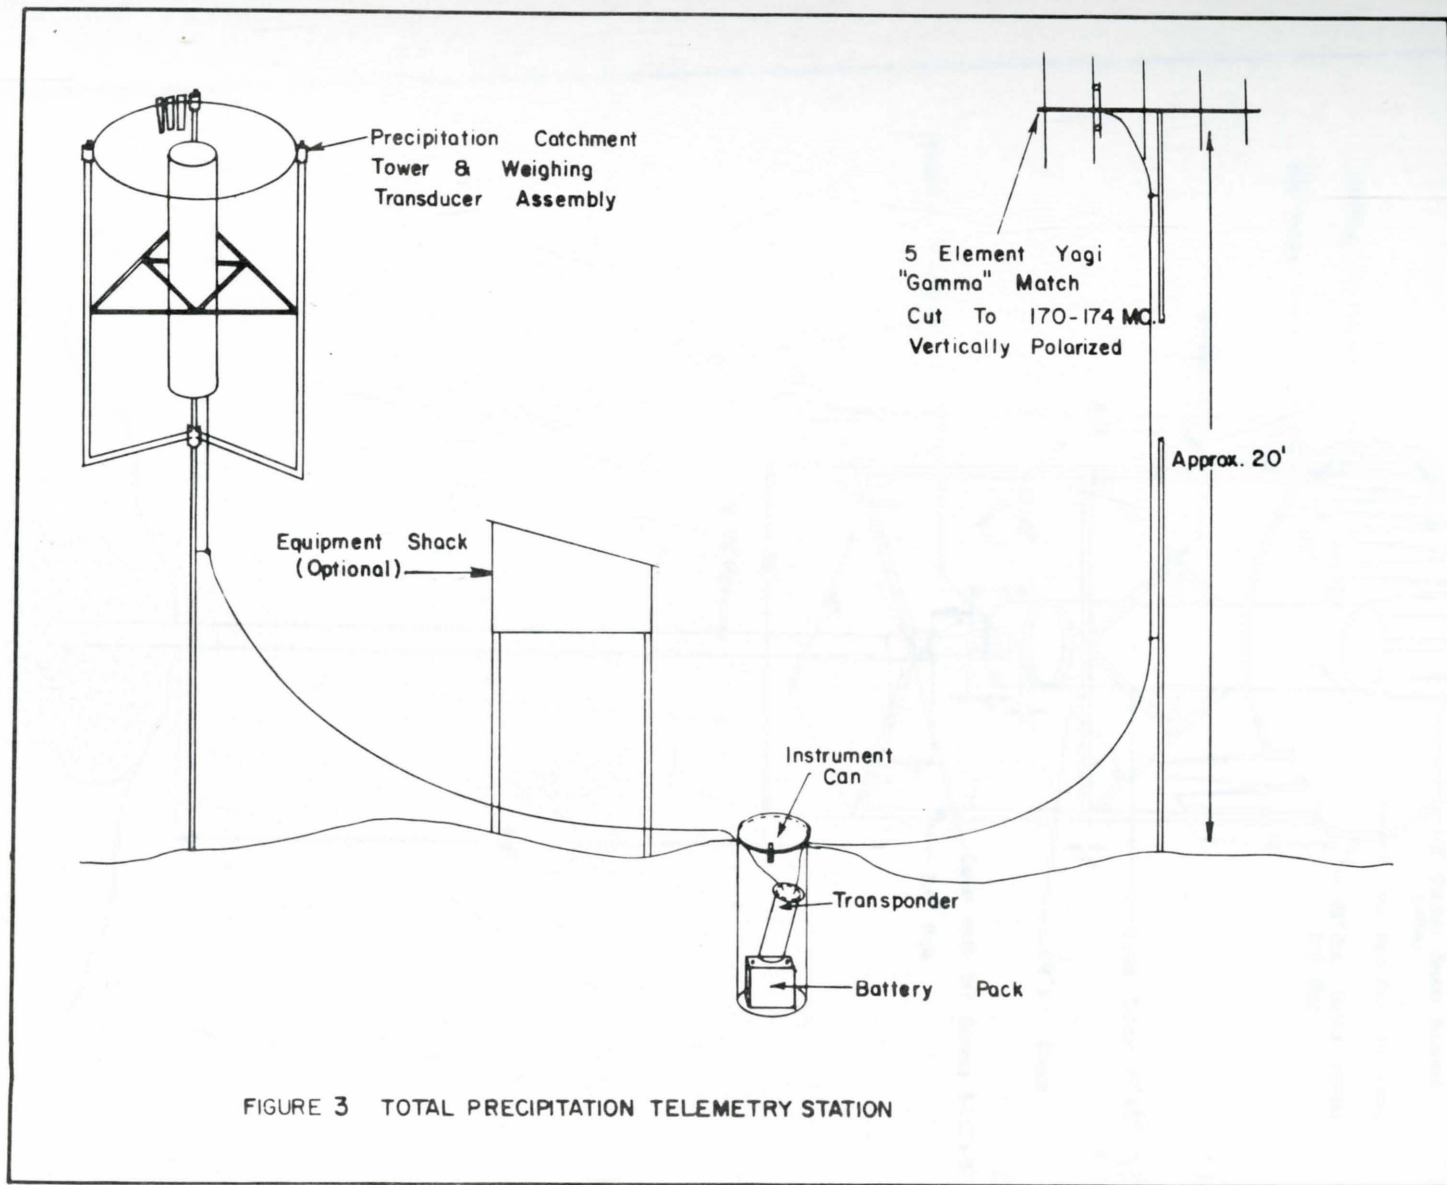 Precipitation Catchment
Tower & Weighing
Transducer Assembly
5 Element Yagi
"Gamma" Match
Cut To 170-174 MC.
Vertically Polarized
Approx. 20'
Equipment Shack
(Optional)
Instrument
Can
Transponder
Battery Pack
FIGURE 3 TOTAL PRECIPITATION TELEMETRY STATION